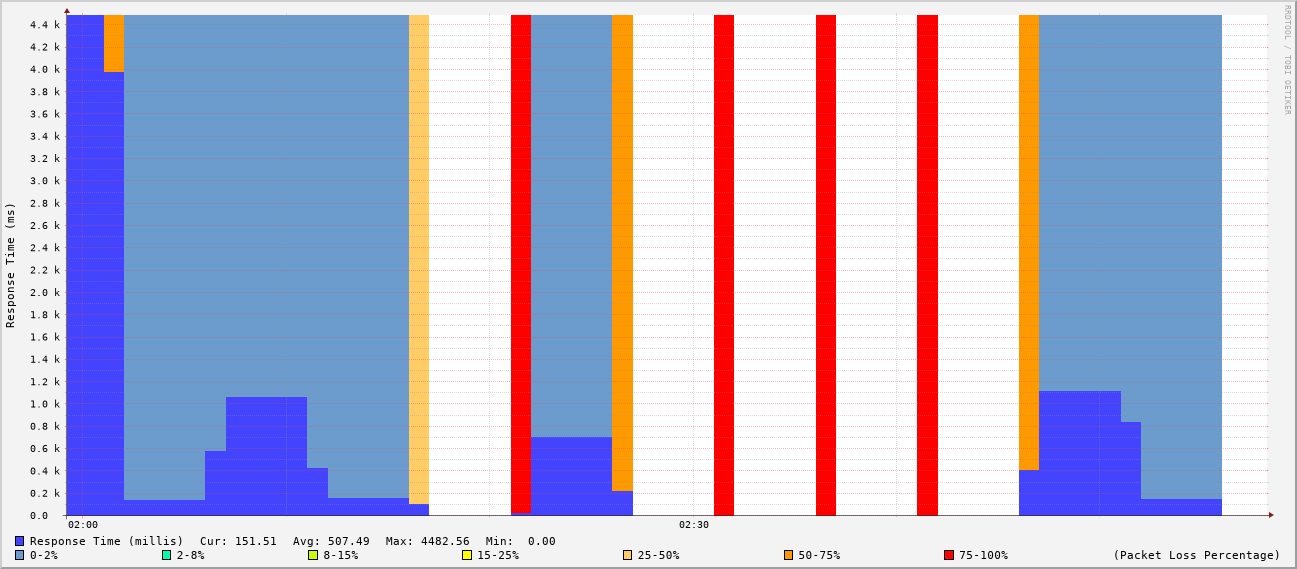 RRDTOOL / TOBI OETIKER
Response Time (ms)
4.4 k
4.2 k
4.0 k
3.8 k
3.6 k
3.4 k
3.2 k
3.0 k
2.8 k
2.6 k
2.4 k
2.2 k
2.0 k
1.8 k
1.6 k
1.4 k
1.2 k
1.0 k
0.8 k
0.6 k
0.4 k
0.2 k
0.0
02:00 02:30
Response Time (millis) Cur: 151.51 Avg: 507.49 Max: 4482.56 Min: 0.00
0-2% 2-8% 8-15% 15-25% 25-50% 50-75% 75-100% (Packet Loss Percentage)